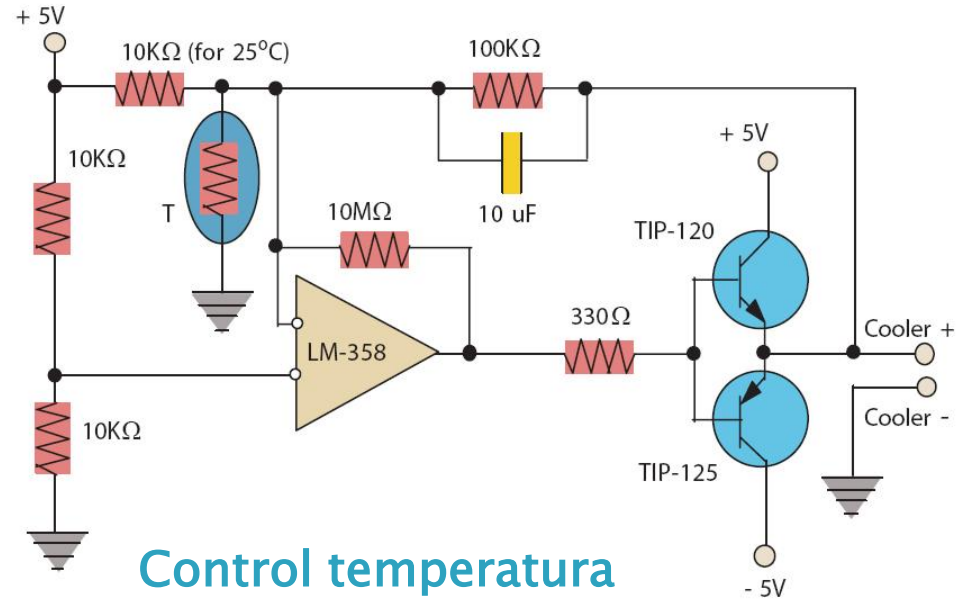 + 5V
10KΩ (for 25°C)
100KΩ
10KΩ
T
10 uF
+ 5V
10MΩ
TIP-120
330Ω
LM-358
Cooler +
Cooler -
10KΩ
TIP-125
Control temperatura
- 5V